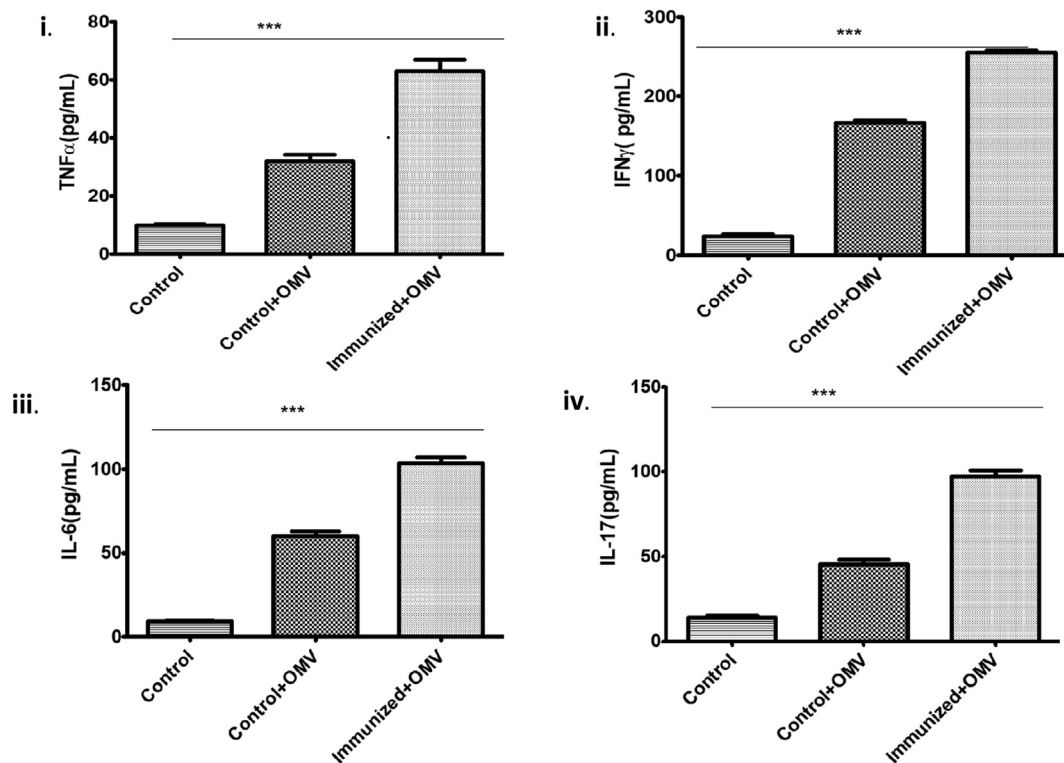 i.
***
80
60
40
20
0
TNFα(pg/mL)
Control
Control+OMV
Immunized+OMV
ii.
***
300
200
100
0
IFNγ( pg/mL)
Control
Control+OMV
Immunized+OMV
iii.
***
150
100
50
0
IL-6(pg/mL)
Control
Control+OMV
Immunized+OMV
iv.
***
150
100
50
0
IL-17(pg/mL)
Control
Control+OMV
Immunized+OMV